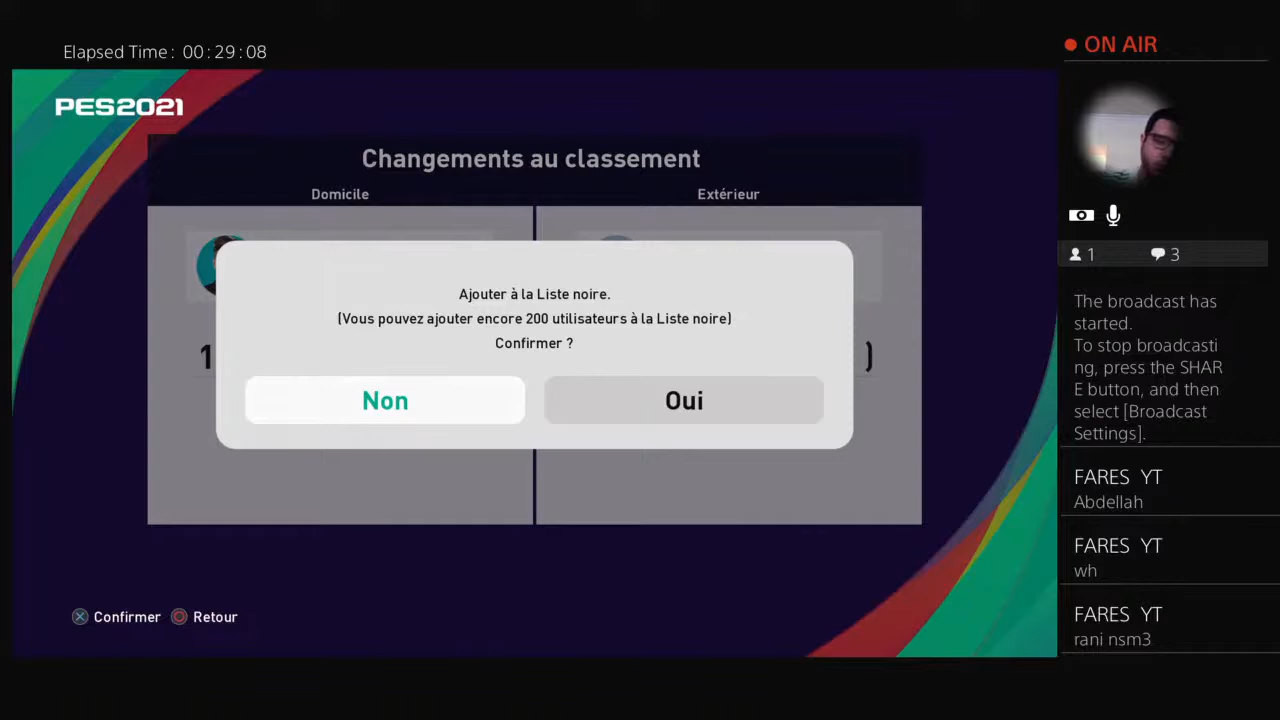 Elapsed Time: 00:29:08
ON AIR
PES2021
Changements au classement
Domicile
Extérieur
1
3
Ajouter à la Liste noire.
(Vous pouvez ajouter encore 200 utilisateurs à la Liste noire)
Confirmer ?
1
)
Non
Oui
Confirmer
Retour
The broadcast has
started.
To stop broadcasti
ng, press the SHAR
E button, and then
select [Broadcast
Settings].
FARES YT
Abdellah
FARES YT
wh
FARES YT
rani nsm3